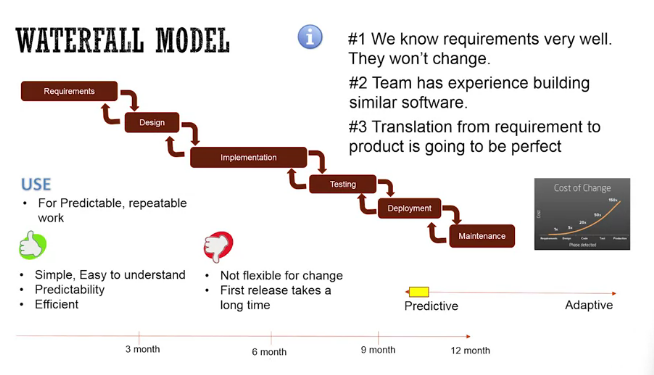 WATERFALL MODEL
#1 We know requirements very well.
They won't change.
#2 Team has experience building
similar software.
#3 Translation from requirement to
product is going to be perfect
Requirements
Design
Implementation
Testing
Deployment
Maintenance
USE
• For Predictable, repeatable
work
• Simple, Easy to understand
• Predictability
• Efficient
• Not flexible for change
• First release takes a
long time
Cost of Change
Predictive
Adaptive
3 month
6 month
9 month
12 month